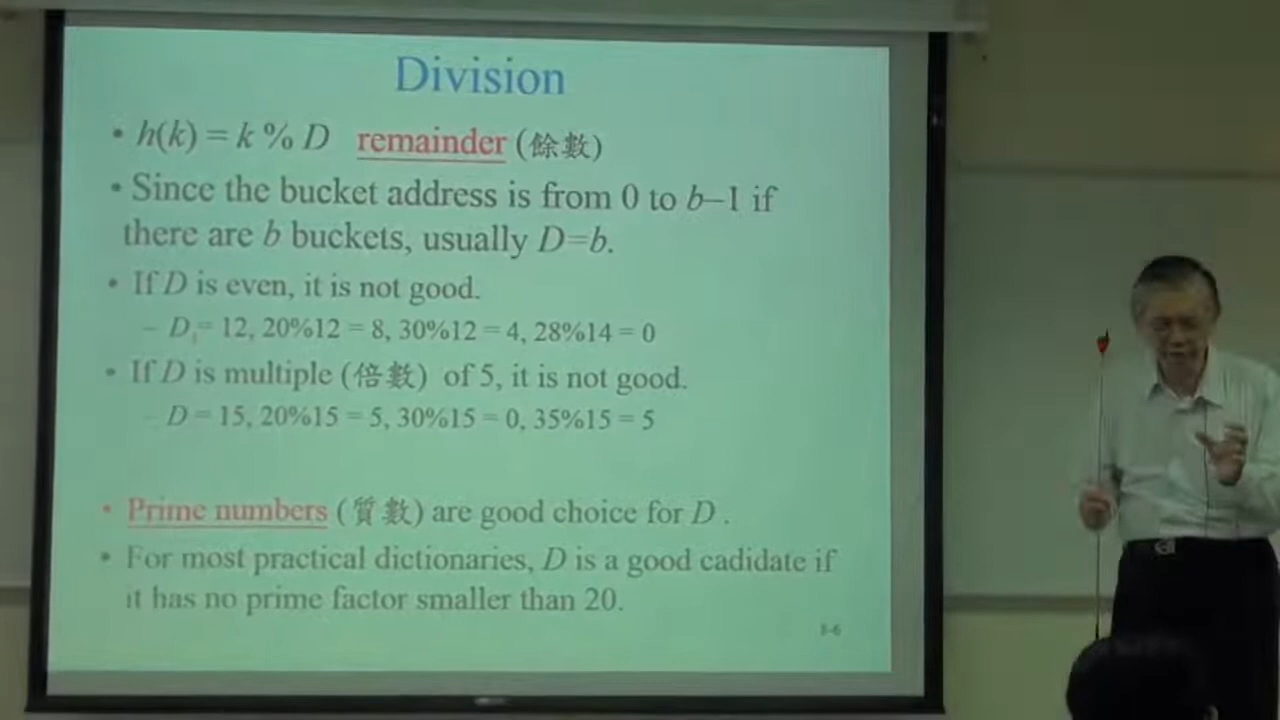 Division
• h(k) = k % D remainder (餘數)
• Since the bucket address is from 0 to b–1 if
there are b buckets, usually D=b.
• If D is even, it is not good.
– D = 12, 20%12 = 8, 30%12 = 4, 28%14 = 0
• If D is multiple (倍數) of 5, it is not good.
– D = 15, 20%15 = 5, 30%15 = 0, 35%15 = 5
• Prime numbers (質數) are good choice for D .
• For most practical dictionaries, D is a good cadidate if
it has no prime factor smaller than 20.